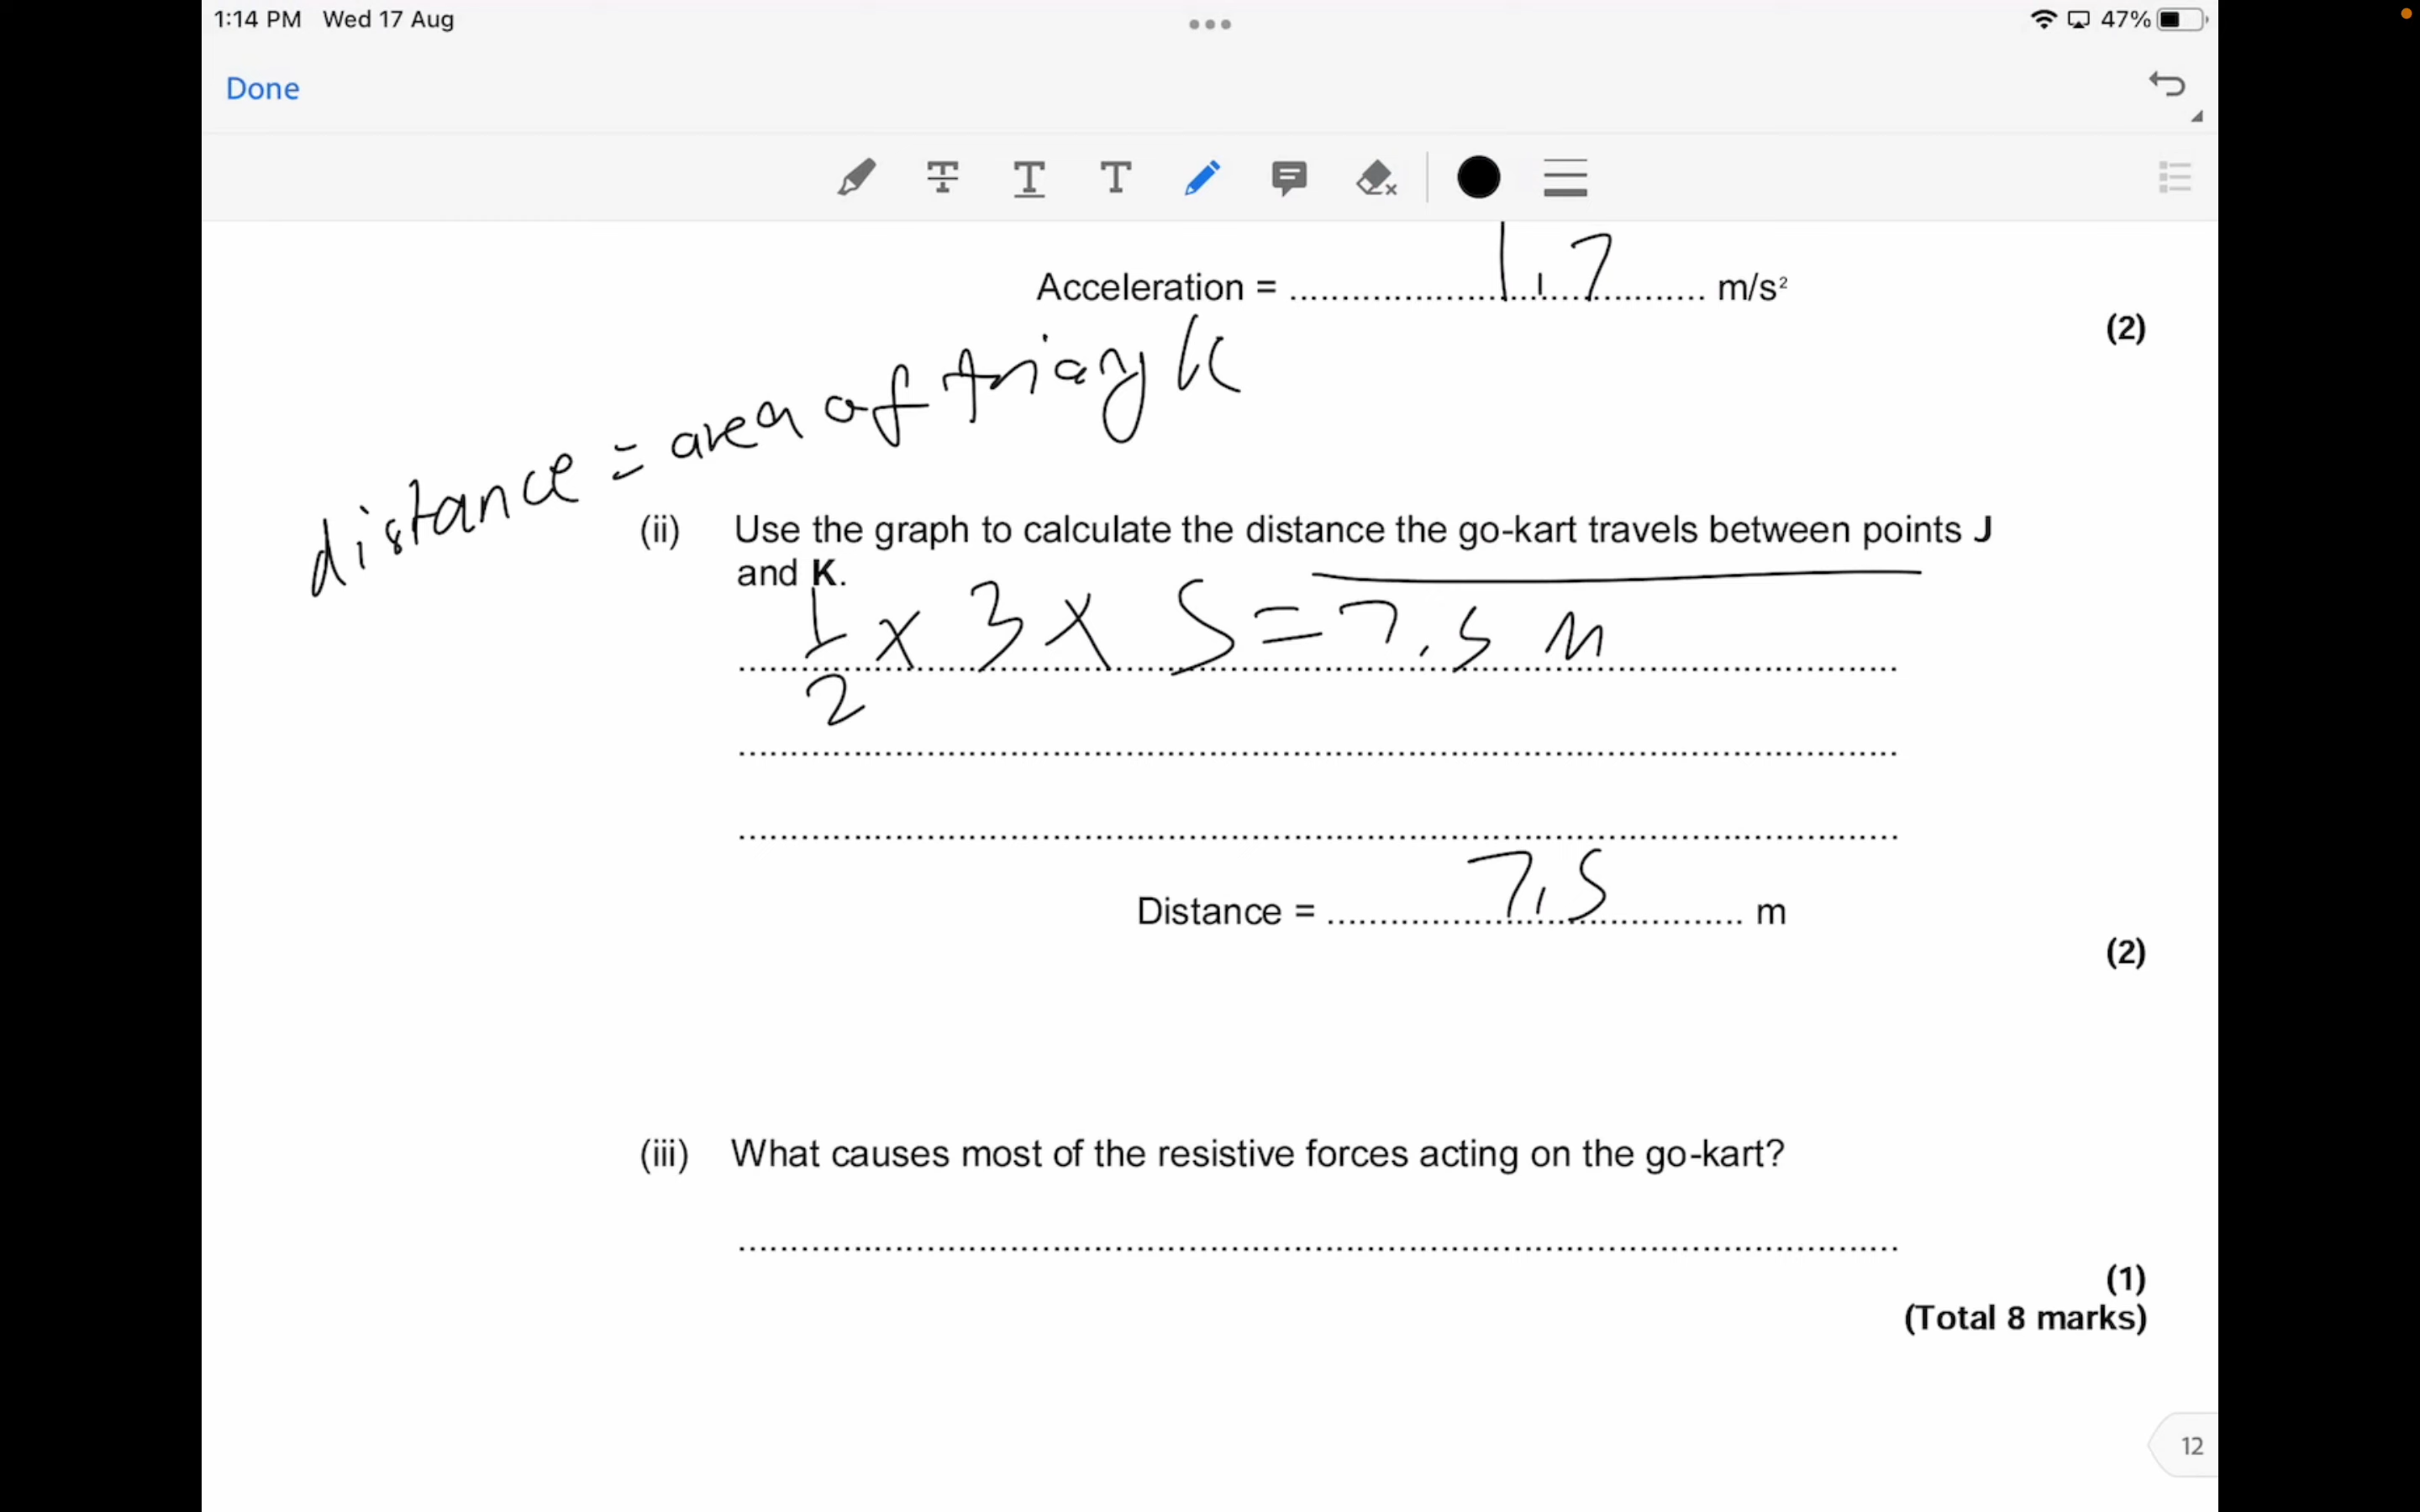 1:14 PM Wed 17 Aug
47%
Done
Acceleration = 1.7 m/s²
(2)
distance = area of triangle
(ii) Use the graph to calculate the distance the go-kart travels between points J
and K.
1/2 x 3 x 5 = 7.5 m
Distance = 7.5 m
(2)
(iii) What causes most of the resistive forces acting on the go-kart?
(1)
(Total 8 marks)
12